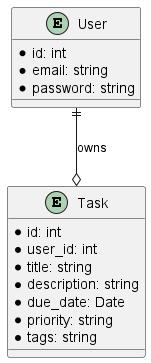 E User
id: int
email: string
password: string
owns
E Task
id: int
user_id: int
title: string
description: string
due_date: Date
priority: string
tags: string